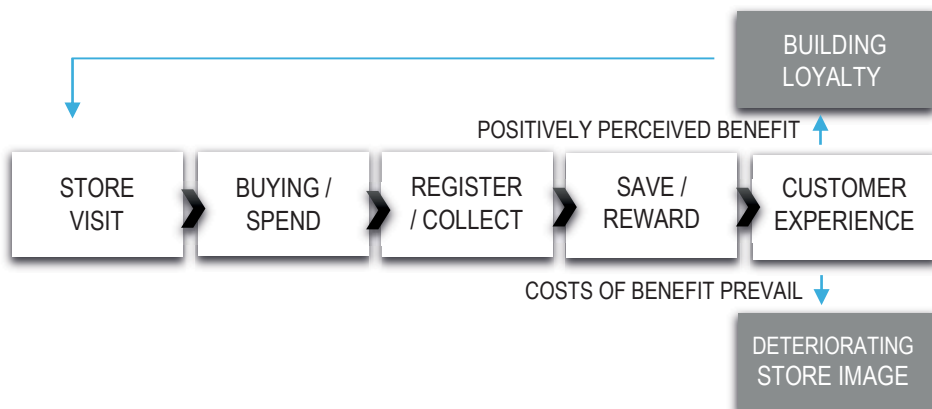 BUILDING
LOYALTY
POSITIVELY PERCEIVED BENEFIT
STORE
VISIT
BUYING /
SPEND
REGISTER
/ COLLECT
SAVE /
REWARD
CUSTOMER
EXPERIENCE
COSTS OF BENEFIT PREVAIL
DETERIORATING
STORE IMAGE